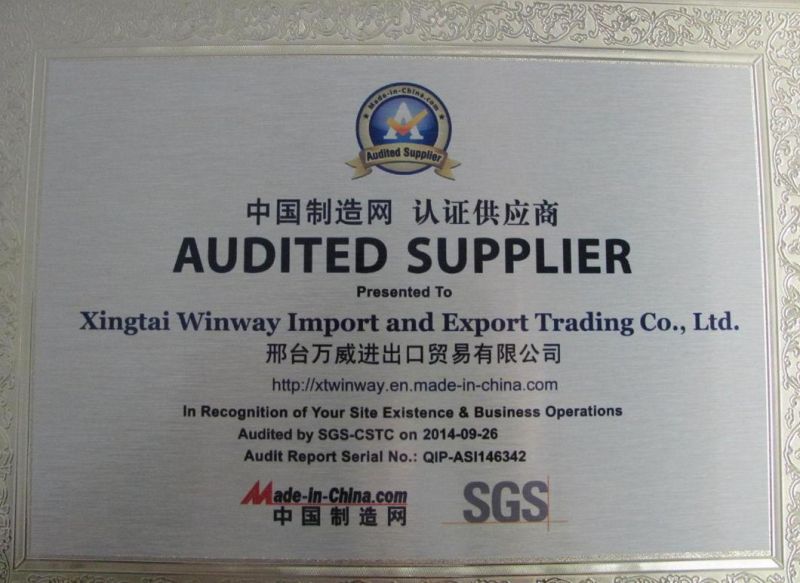 Made-in-China.com
A
Audited Supplier
中国制造网 认证供应商
AUDITED SUPPLIER
Presented To
Xingtai Winway Import and Export Trading Co., Ltd.
邢台万威进出口贸易有限公司
http://xtwinway.en.made-in-china.com
In Recognition of Your Site Existence & Business Operations
Audited by SGS-CSTC on 2014-09-26
Audit Report Serial No.: QIP-ASI146342
Made-in-China.com
中国制造网
SGS